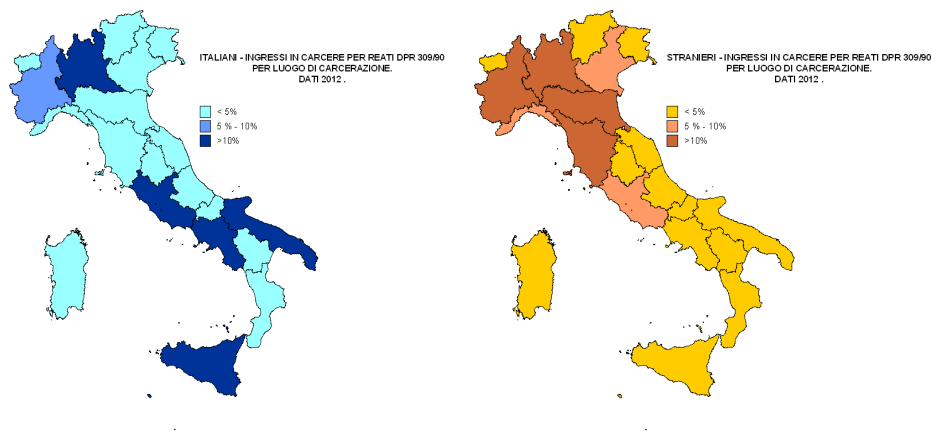 ITALIANI - INGRESSI IN CARCERE PER REATI DPR 309/90
PER LUOGO DI CARCERAZIONE.
DATI 2012 .
< 5%
5 % - 10%
>10%
STRANIERI - INGRESSI IN CARCERE PER REATI DPR 309/90
PER LUOGO DI CARCERAZIONE.
DATI 2012 .
< 5%
5 % - 10%
>10%